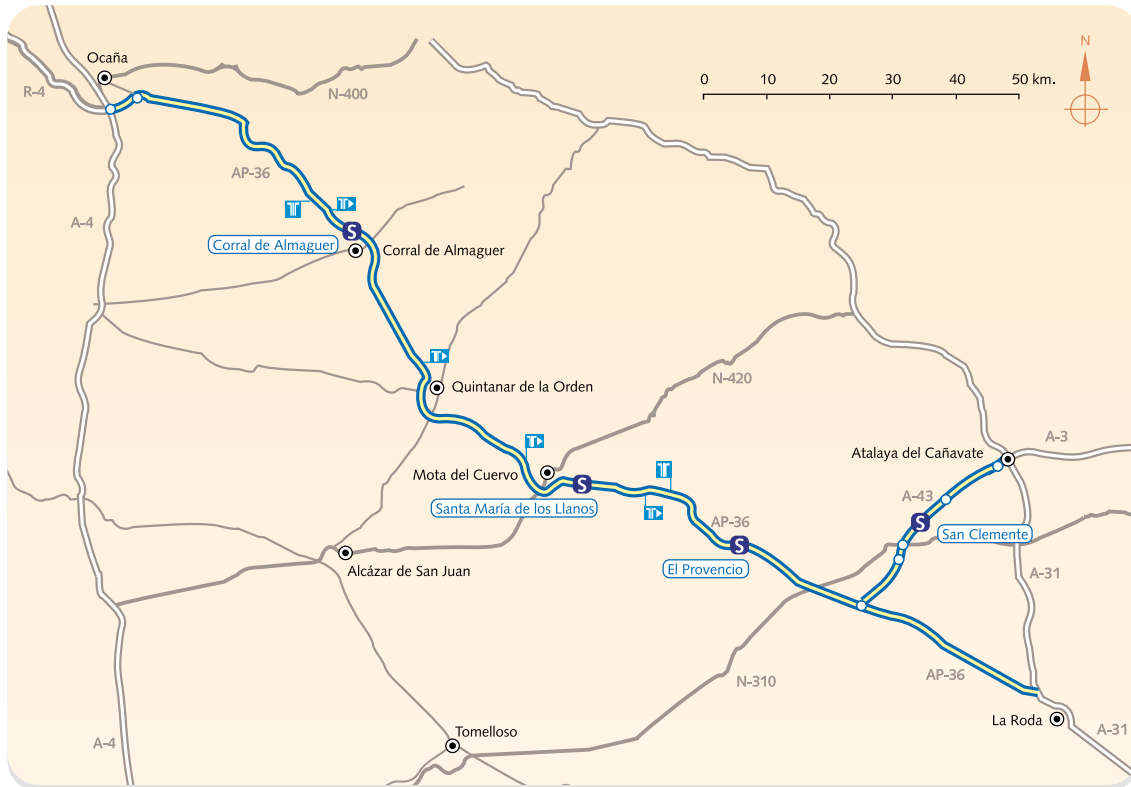 Ocaña
N
0 10 20 30 40 50 km.
R-4
N-400
AP-36
T
T
A-4
S
Corral de Almaguer
Corral de Almaguer
T
Quintanar de la Orden
N-420
T
A-3
Atalaya del Cañavate
Mota del Cuervo
T
S
A-43
Santa María de los Llanos
T
AP-36
S
San Clemente
S
El Provencio
Alcázar de San Juan
A-31
AP-36
N-310
La Roda
Tomelloso
A-31
A-4